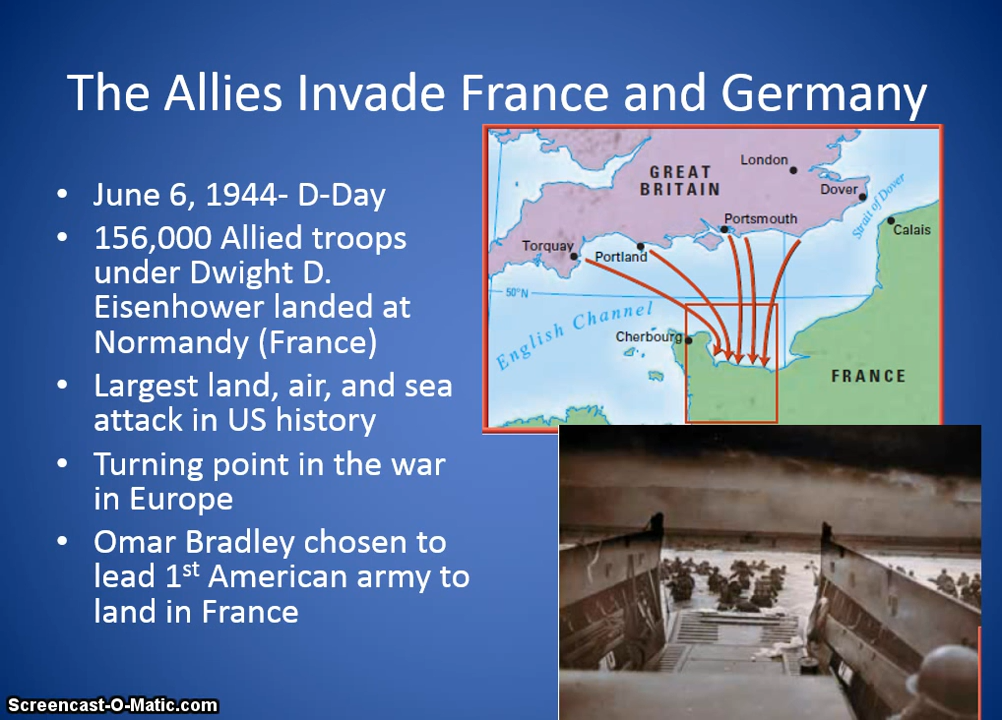 The Allies Invade France and Germany
• June 6, 1944- D-Day
• 156,000 Allied troops
under Dwight D.
Eisenhower landed at
Normandy (France)
• Largest land, air, and sea
attack in US history
• Turning point in the war
in Europe
• Omar Bradley chosen to
lead 1st American army to
land in France
GREAT
BRITAIN
London
Dover
Strait of Dover
Calais
Portsmouth
Torquay
Portland
50°N
English Channel
Cherbourg
FRANCE
Screencast-O-Matic.com